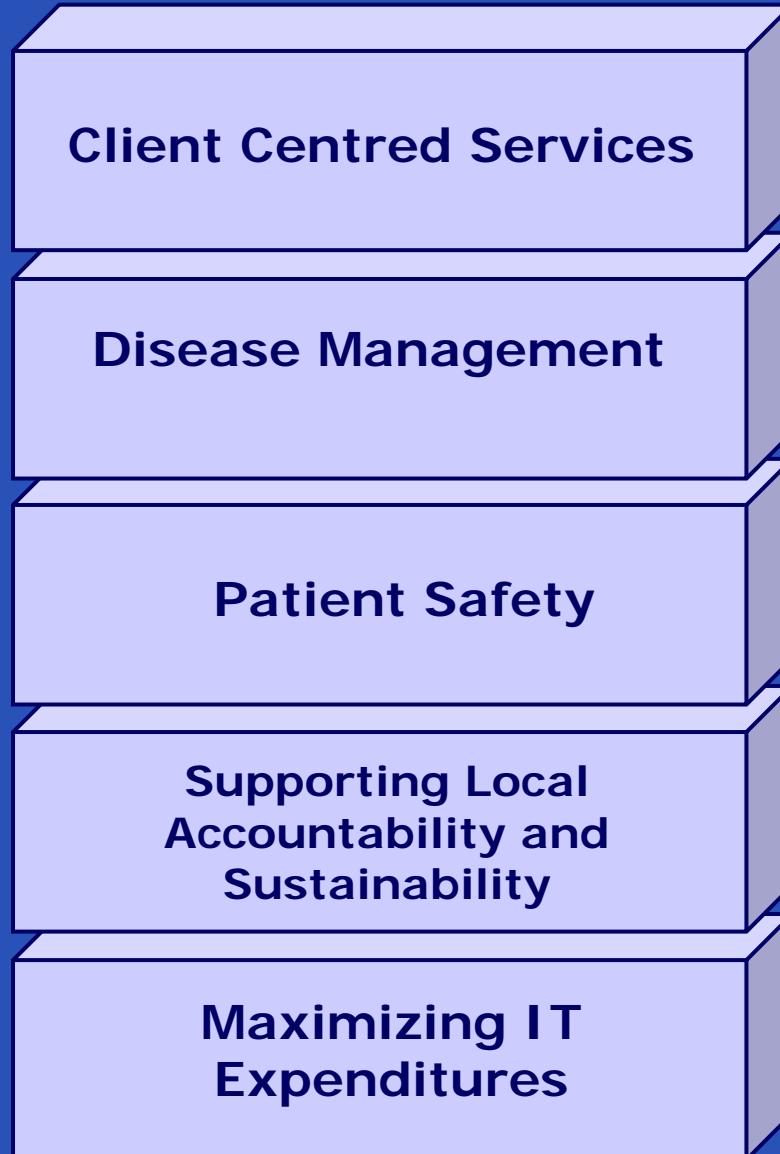 Client Centred Services
Disease Management
Patient Safety
Supporting Local
Accountability and
Sustainability
Maximizing IT
Expenditures